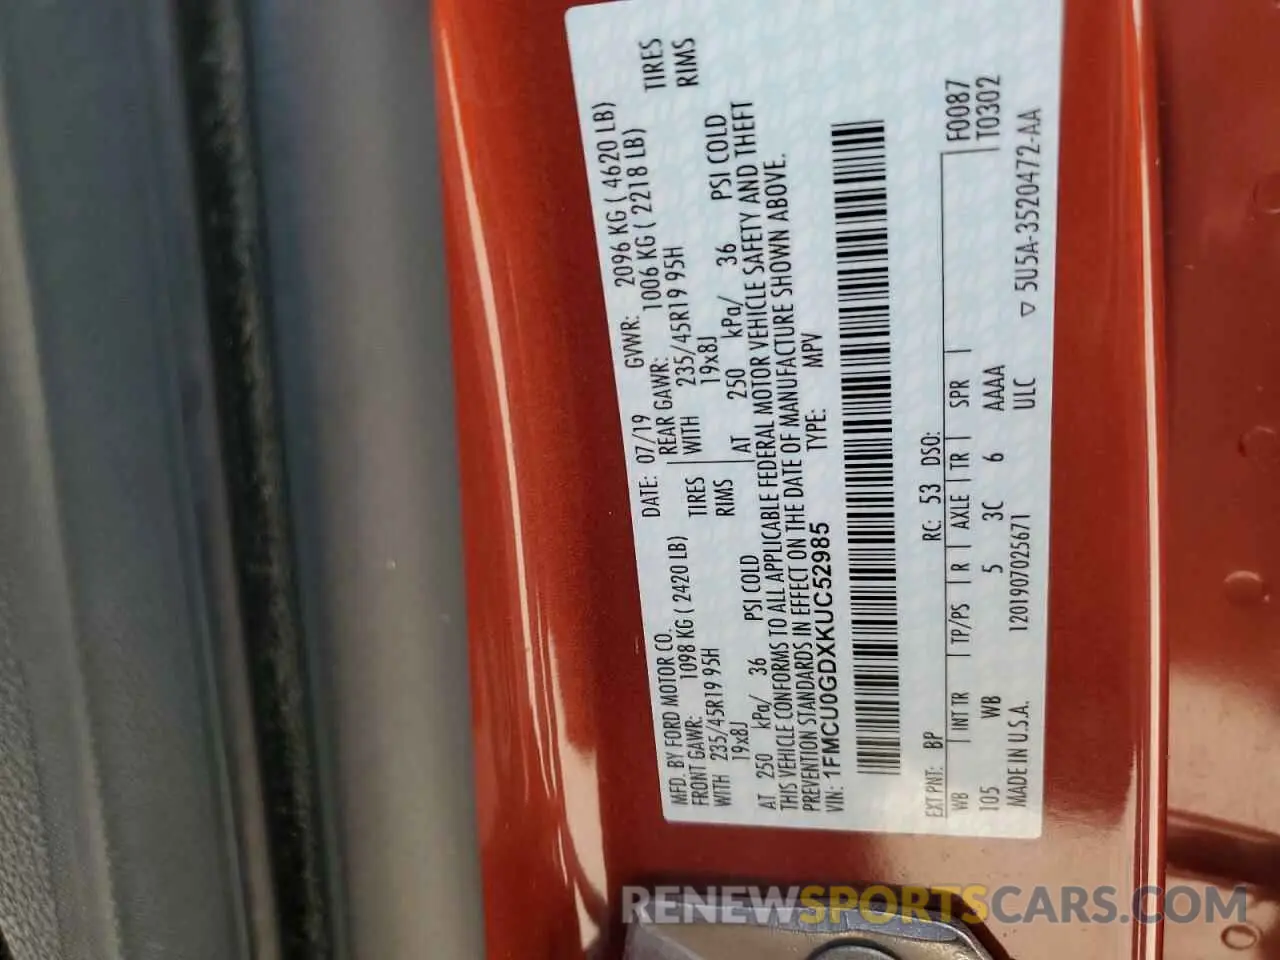 MFD. BY FORD MOTOR CO.
DATE: 07/19 GVWR: 2096 KG ( 4620 LB)
FRONT GAWR: 1098 KG ( 2420 LB) REAR GAWR: 1006 KG ( 2218 LB)
WITH 235/45R19 95H TIRES WITH 235/45R19 95H TIRES
19x8J RIMS 19x8J RIMS
AT 250 kPa/ 36 PSI COLD AT 250 kPa/ 36 PSI COLD
THIS VEHICLE CONFORMS TO ALL APPLICABLE FEDERAL MOTOR VEHICLE SAFETY AND THEFT
PREVENTION STANDARDS IN EFFECT ON THE DATE OF MANUFACTURE SHOWN ABOVE.
VIN: 1FMCU0GDXKUC52985 TYPE: MPV
EXT PNT: BP RC: 53 DSO: F0087
WB INT TR TP/PS R AXLE TR SPR T0302
105 WB 5 3C 6 AAAA
MADE IN U.S.A. 1201907025671 ULC ▽ 5U5A-3520472-AA
RENEWSPORTSCARS.COM